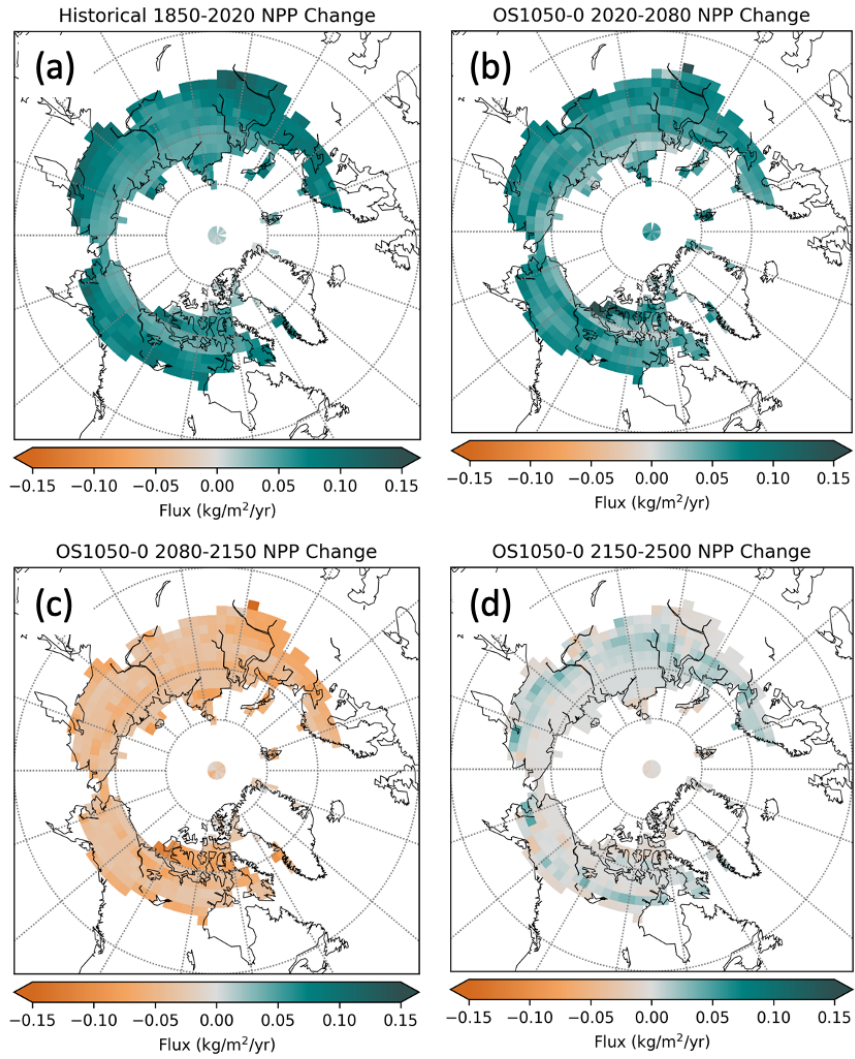 Historical 1850-2020 NPP Change
(a)
−0.15 −0.10 −0.05 0.00 0.05 0.10 0.15
Flux (kg/m²/yr)
OS1050-0 2020-2080 NPP Change
(b)
−0.15 −0.10 −0.05 0.00 0.05 0.10 0.15
Flux (kg/m²/yr)
OS1050-0 2080-2150 NPP Change
(c)
−0.15 −0.10 −0.05 0.00 0.05 0.10 0.15
Flux (kg/m²/yr)
OS1050-0 2150-2500 NPP Change
(d)
−0.15 −0.10 −0.05 0.00 0.05 0.10 0.15
Flux (kg/m²/yr)